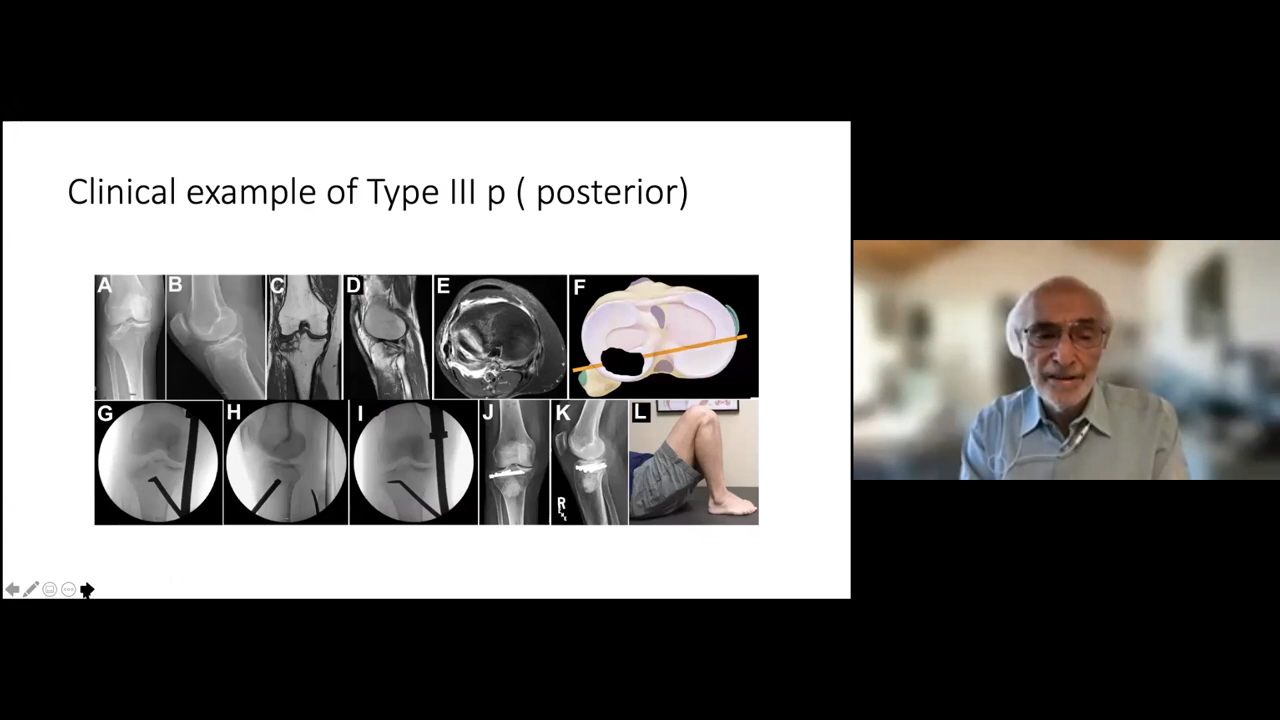 Clinical example of Type III p ( posterior)
A B C D E F
G H I J K L
R